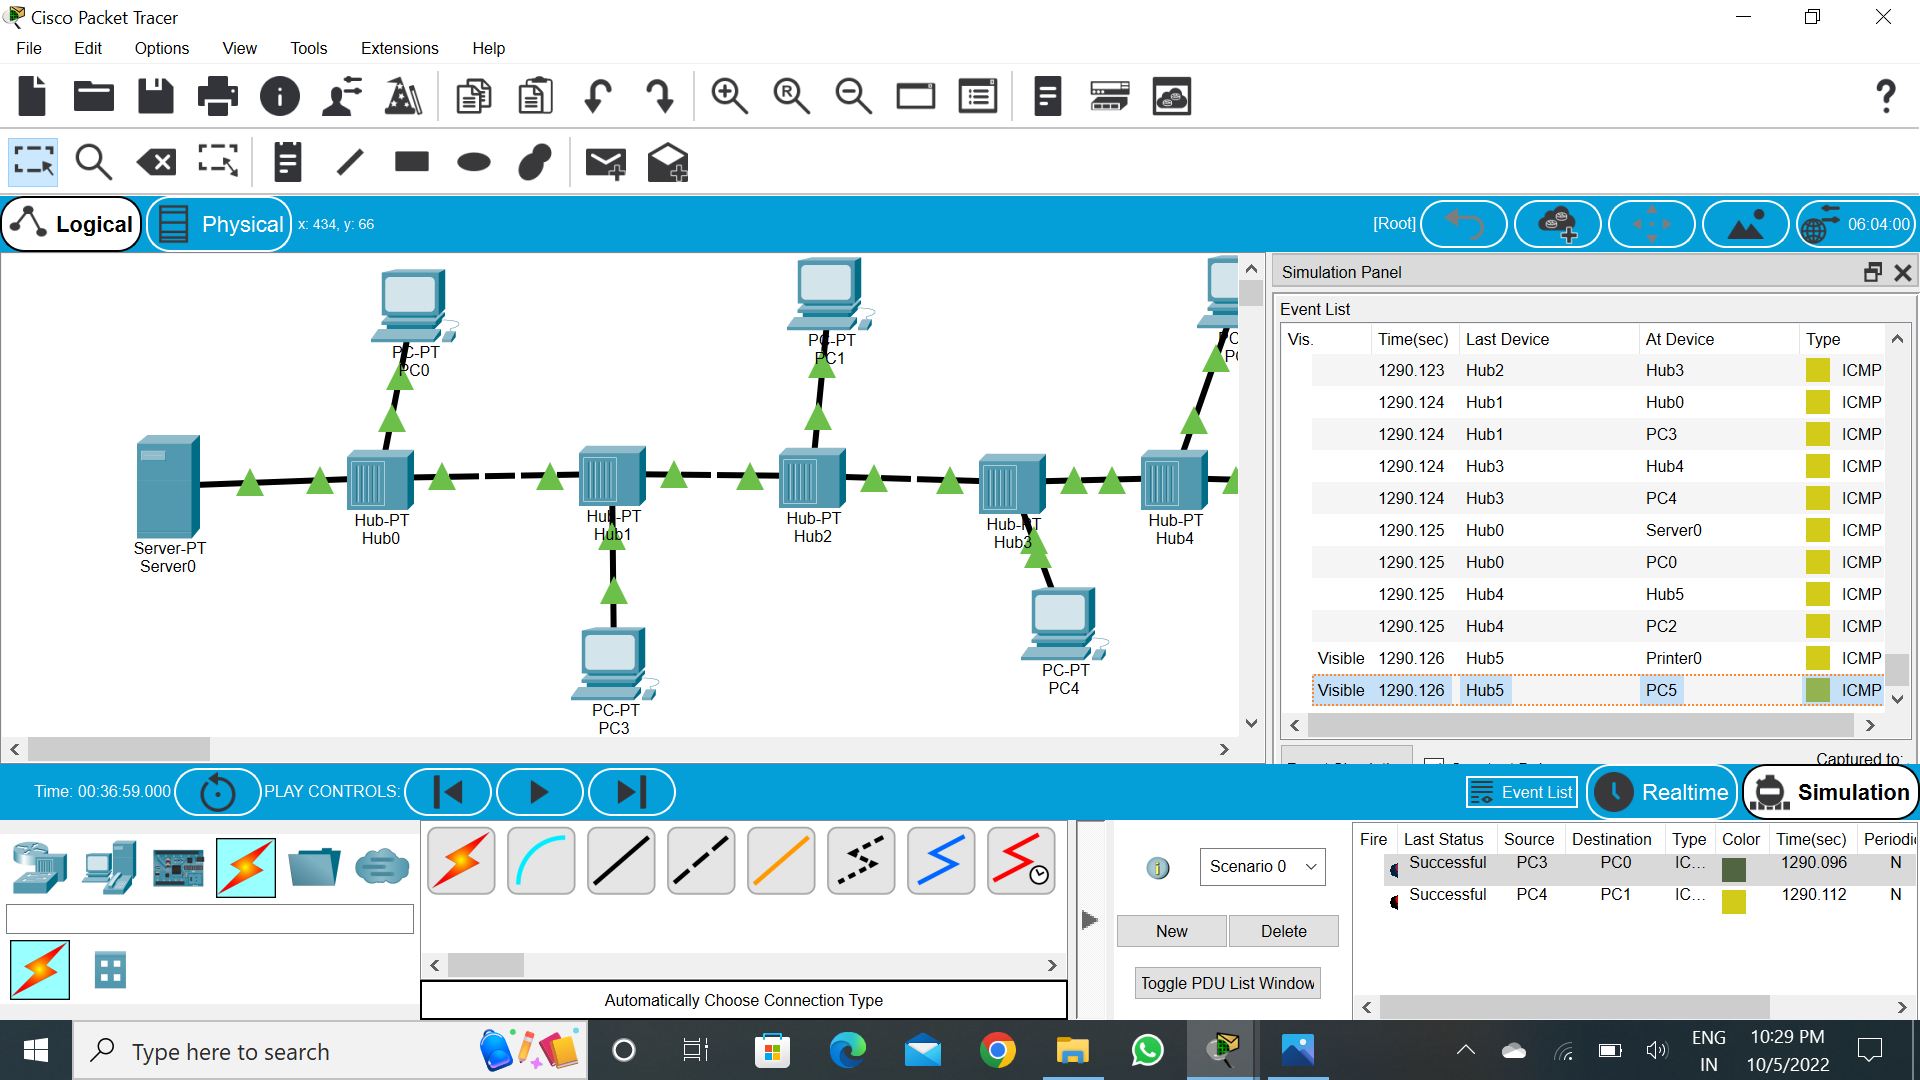 Cisco Packet Tracer
File Edit Options View Tools Extensions Help
Logical Physical x: 434, y: 66 [Root] 06:04:00
PC-PT
PC0
PC-PT
PC1
Server-PT
Server0
Hub-PT
Hub0
Hub-PT
Hub1
Hub-PT
Hub2
Hub-PT
Hub3
Hub-PT
Hub4
PC-PT
PC3
PC-PT
PC4
Simulation Panel
Event List
Vis. Time(sec) Last Device At Device Type
1290.123 Hub2 Hub3 ICMP
1290.124 Hub1 Hub0 ICMP
1290.124 Hub1 PC3 ICMP
1290.124 Hub3 Hub4 ICMP
1290.124 Hub3 PC4 ICMP
1290.125 Hub0 Server0 ICMP
1290.125 Hub0 PC0 ICMP
1290.125 Hub4 Hub5 ICMP
1290.125 Hub4 PC2 ICMP
Visible 1290.126 Hub5 Printer0 ICMP
Visible 1290.126 Hub5 PC5 ICMP
Captured to:
Time: 00:36:59.000 PLAY CONTROLS: Event List Realtime Simulation
Scenario 0
New Delete
Toggle PDU List Window
Automatically Choose Connection Type
Fire Last Status Source Destination Type Color Time(sec) Periodi
Successful PC3 PC0 IC... 1290.096 N
Successful PC4 PC1 IC... 1290.112 N
Type here to search
ENG
IN
10:29 PM
10/5/2022